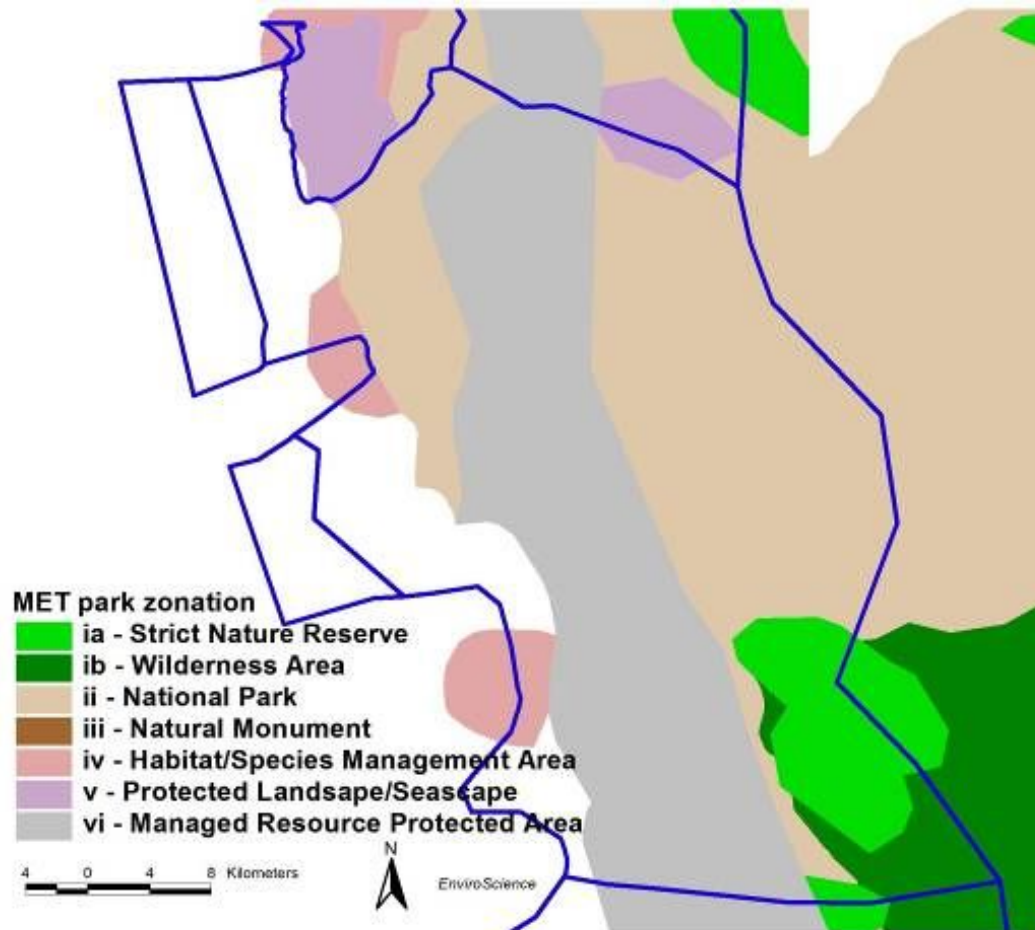 MET park zonation
ia - Strict Nature Reserve
ib - Wilderness Area
ii - National Park
iii - Natural Monument
iv - Habitat/Species Management Area
v - Protected Landsape/Seascape
vi - Managed Resource Protected Area
4 0 4 8 Kilometers
N
EnviroScience